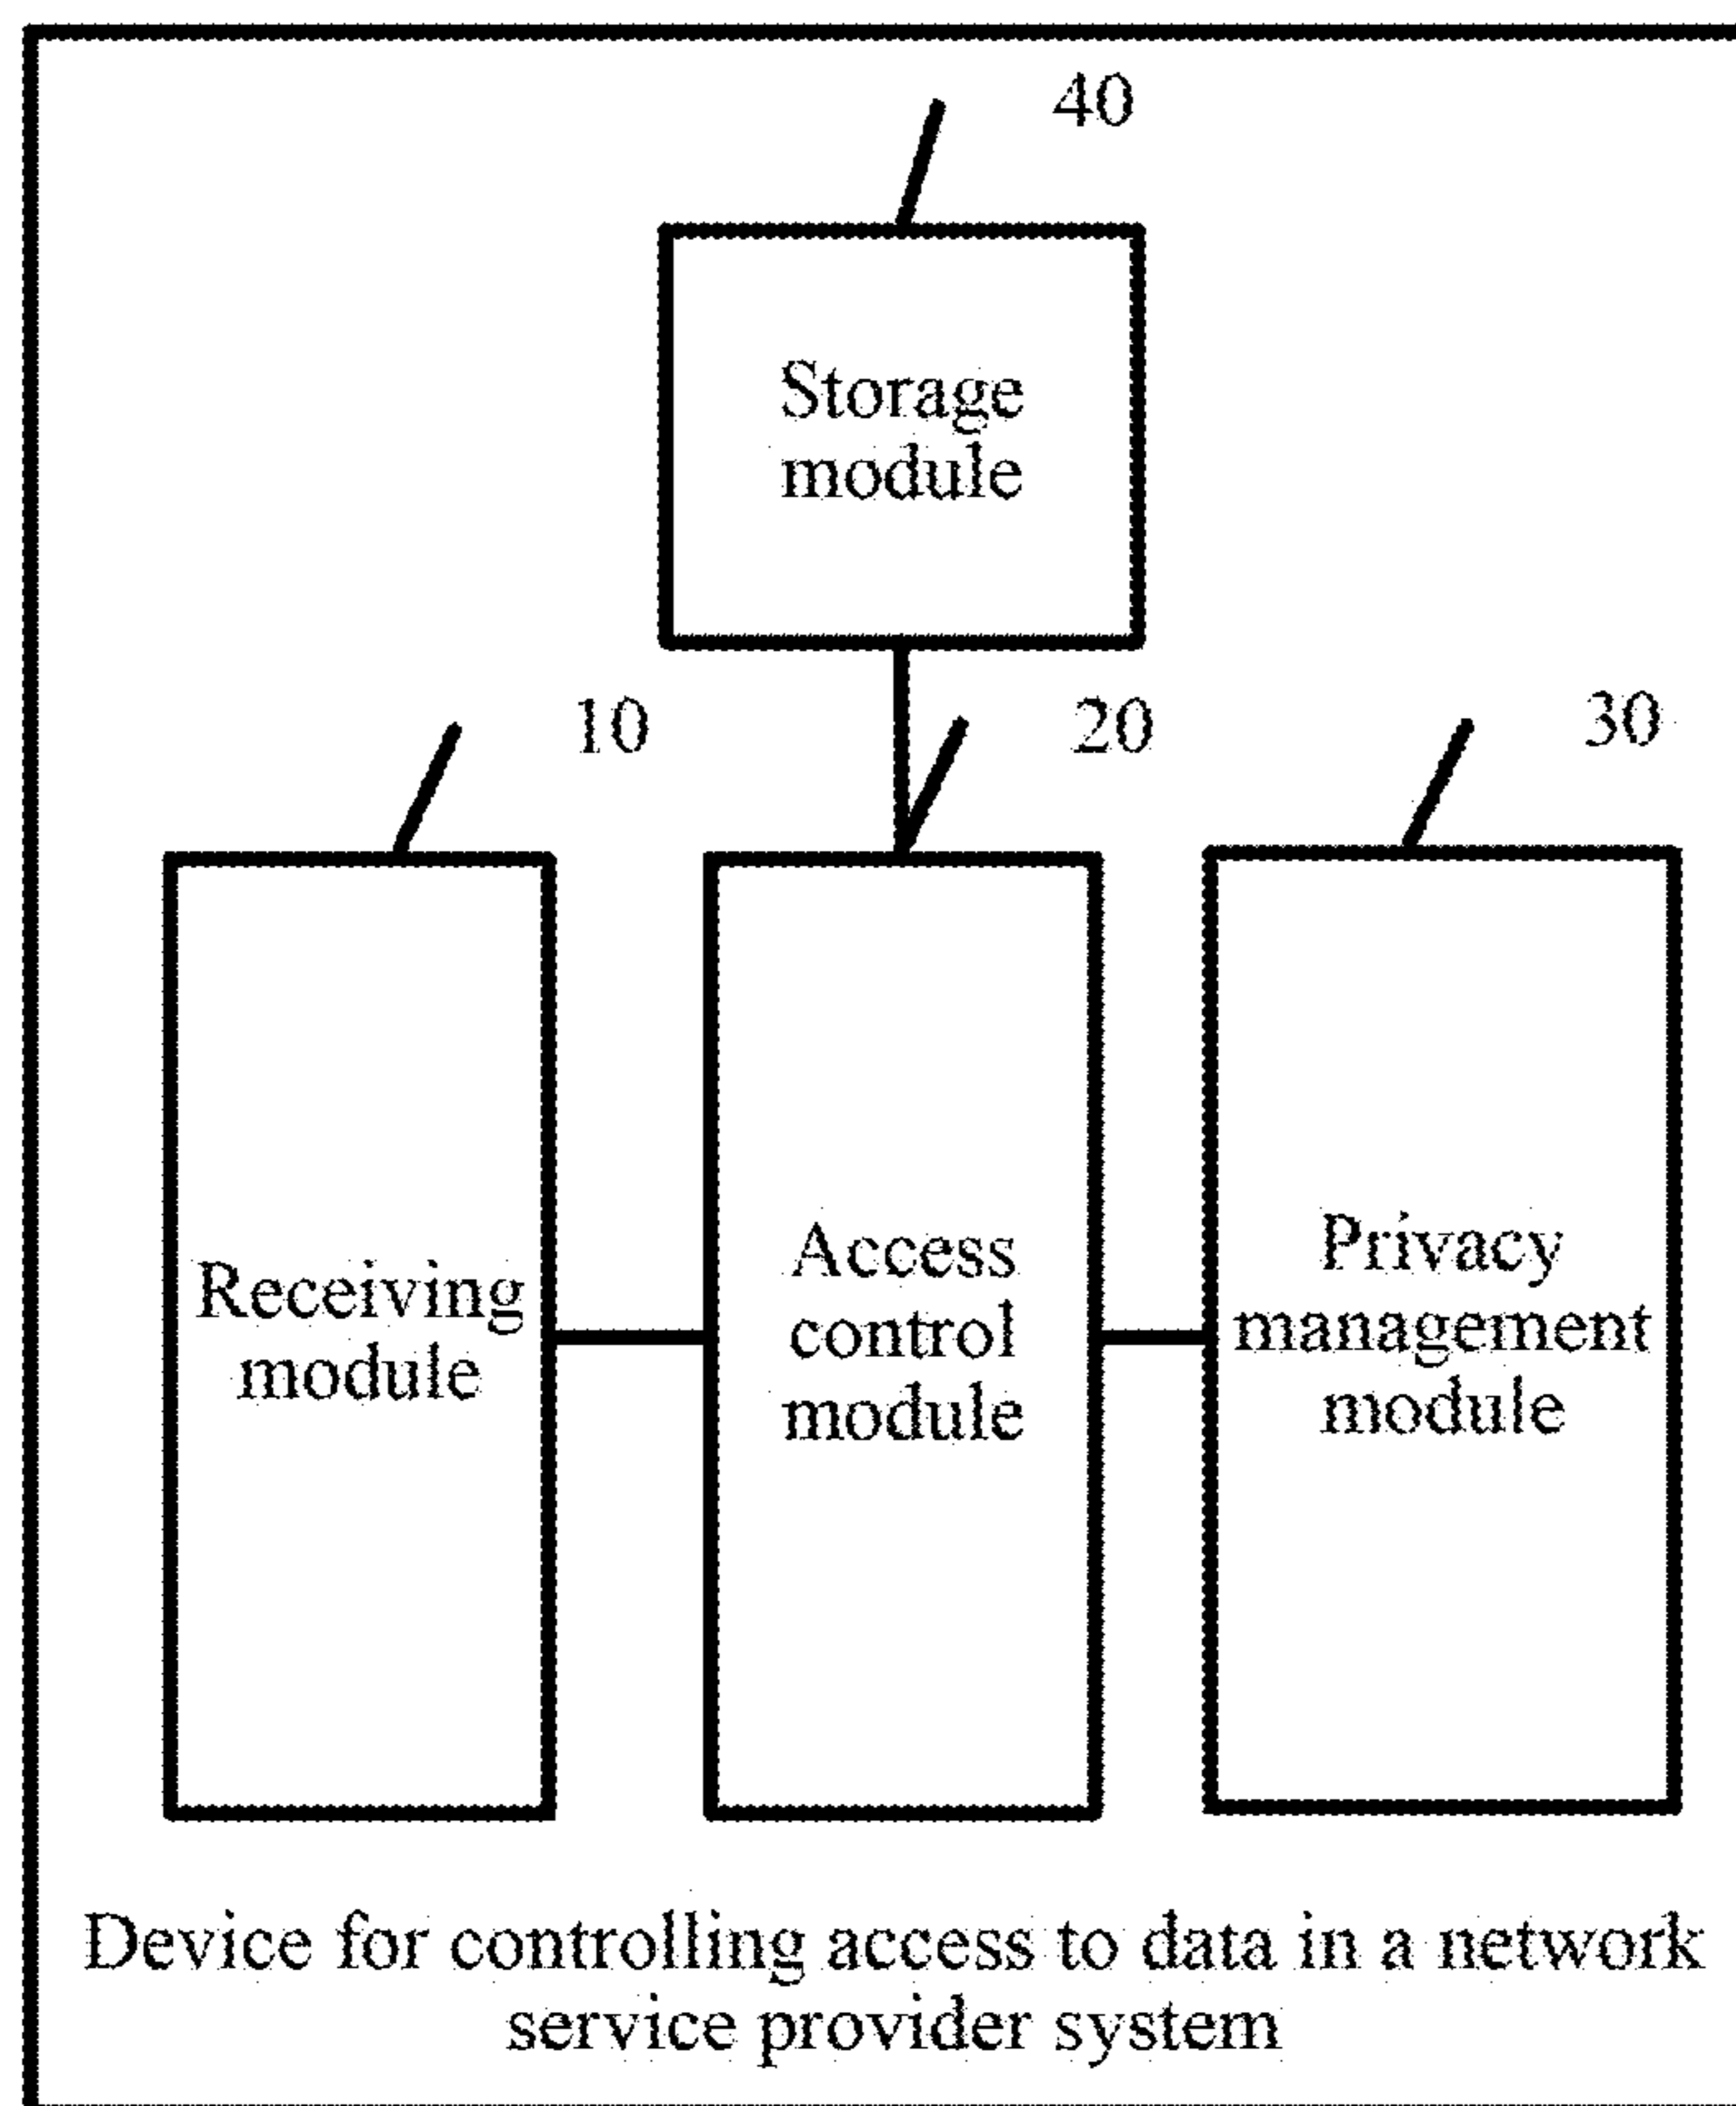 40
Storage
module
10
20
30
Receiving
module
Access
control
module
Privacy
management
module
Device for controlling access to data in a network
service provider system